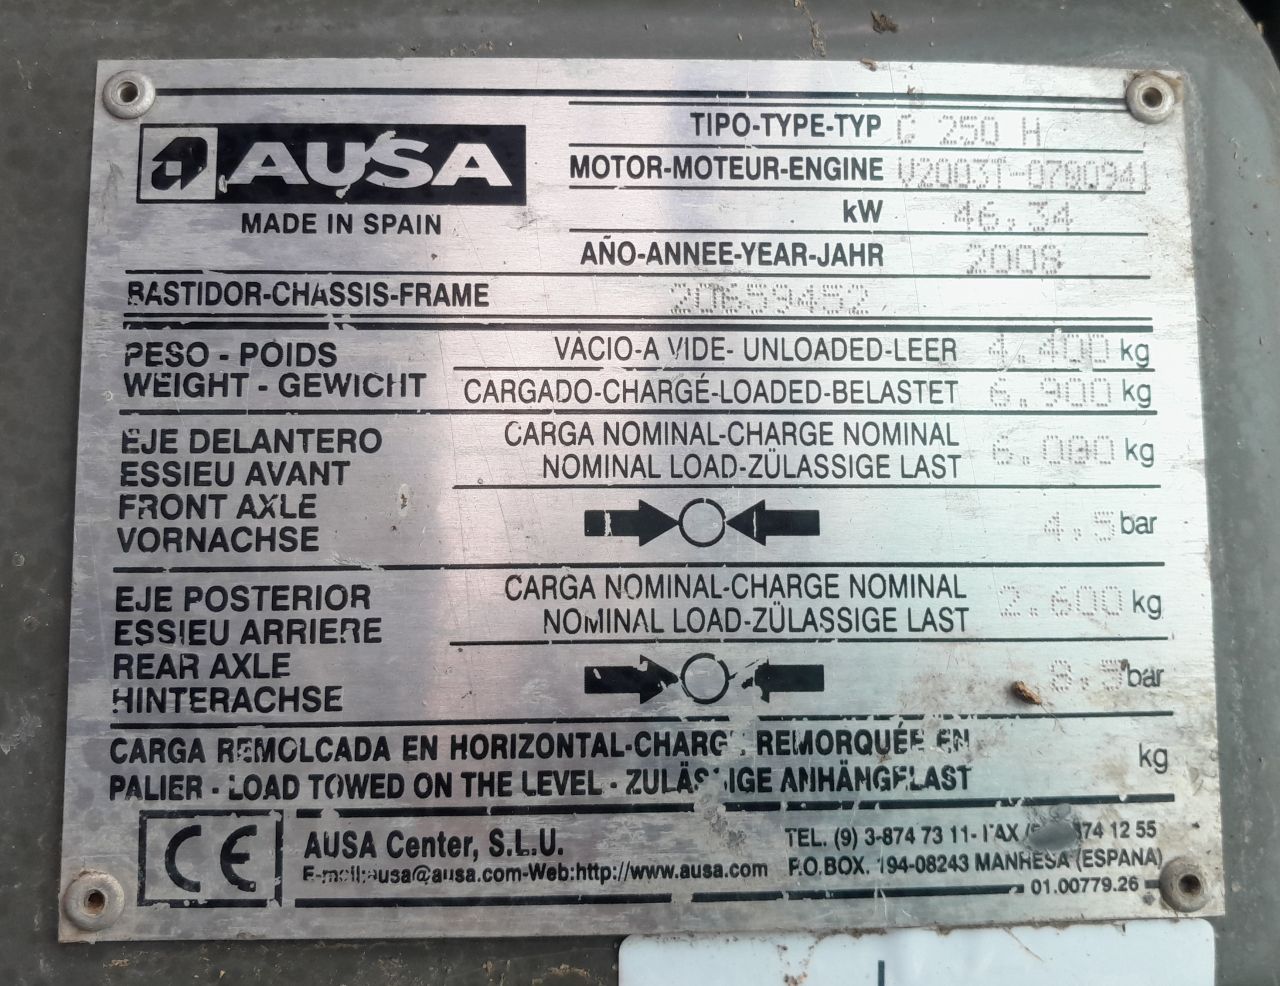 AUSA
MADE IN SPAIN
TIPO-TYPE-TYP C 250 H
MOTOR-MOTEUR-ENGINE V2003T-0700941
kW 46.34
AÑO-ANNEE-YEAR-JAHR 2008
BASTIDOR-CHASSIS-FRAME 20659452
PESO - POIDS
WEIGHT - GEWICHT
VACIO-A VIDE- UNLOADED-LEER 4.400 kg
CARGADO-CHARGÉ-LOADED-BELASTET 6.900 kg
EJE DELANTERO
ESSIEU AVANT
FRONT AXLE
VORNACHSE
CARGA NOMINAL-CHARGE NOMINAL
NOMINAL LOAD-ZÜLASSIGE LAST 6.000 kg
4.5 bar
EJE POSTERIOR
ESSIEU ARRIERE
REAR AXLE
HINTERACHSE
CARGA NOMINAL-CHARGE NOMINAL
NOMINAL LOAD-ZÜLASSIGE LAST 2.600 kg
bar
CARGA REMOLCADA EN HORIZONTAL-CHARGE REMORQUÉE EN
PALIER - LOAD TOWED ON THE LEVEL - ZULÄSSIGE ANHÄNGELAST
kg
CE
AUSA Center, S.L.U.
E-mail:ausa@ausa.com-Web:http://www.ausa.com
TEL. (9) 3-874 73 11- FAX 874 12 55
P.O.BOX. 194-08243 MANRESA (ESPANA)
01.00779.26